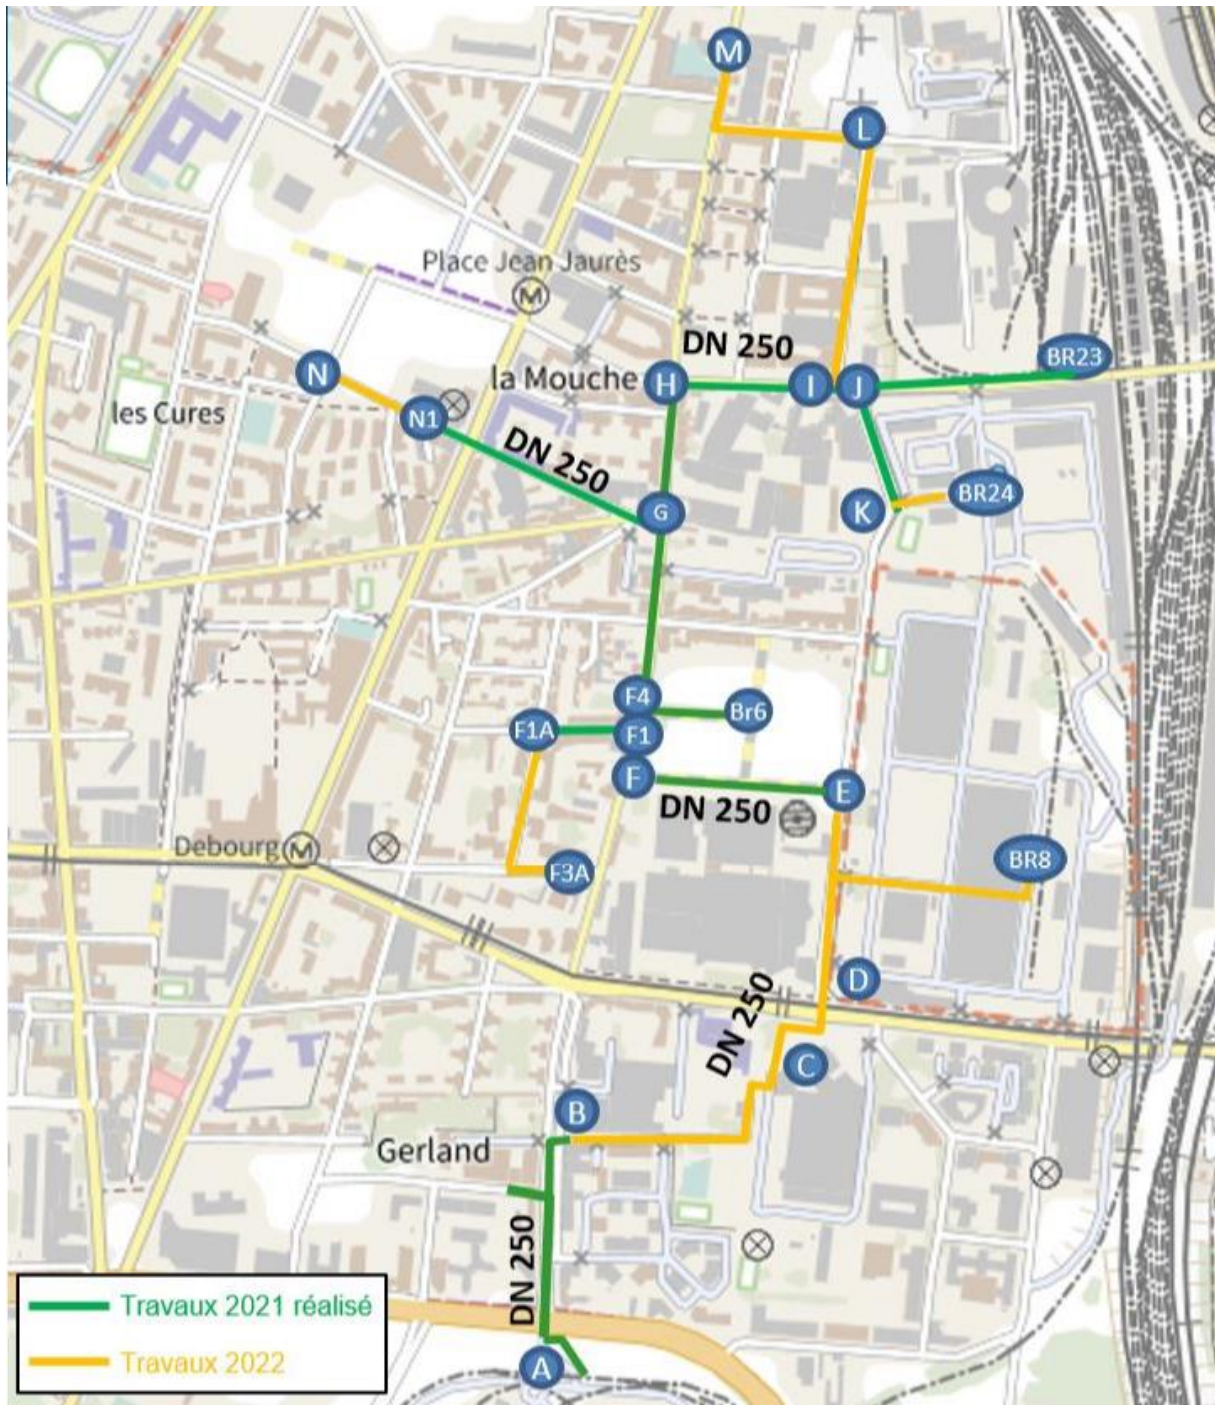 M
L
Place Jean Jaurès
M
DN 250
BR23
N
la Mouche
H
I
J
les Cures
N1
DN 250
BR24
G
K
F4
Br6
F1A
F1
F
E
DN 250
Debourg
M
F3A
BR8
D
DN 250
C
B
Gerland
DN 250
A
Travaux 2021 réalisé
Travaux 2022